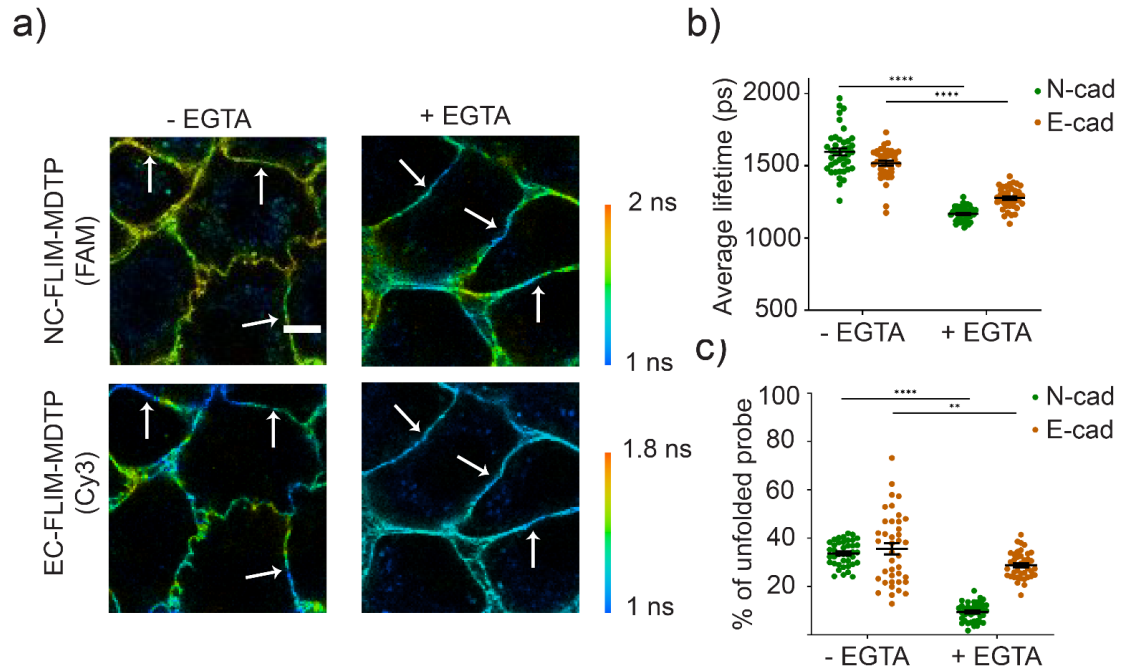 a)
- EGTA
+ EGTA
NC-FLIM-MDTP
(FAM)
2 ns
1 ns
EC-FLIM-MDTP
(Cy3)
1.8 ns
1 ns
b)
Average lifetime (ps)
2000
1500
1000
500
****
****
N-cad
E-cad
- EGTA
+ EGTA
c)
% of unfolded probe
100
80
60
40
20
****
**
N-cad
E-cad
- EGTA
+ EGTA